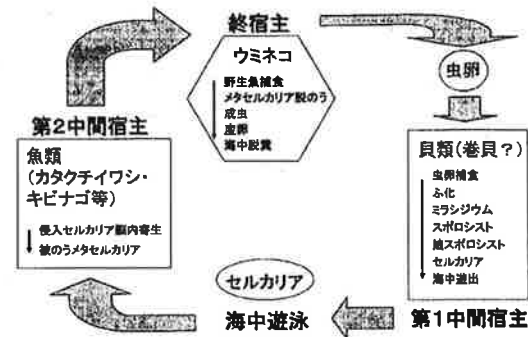 終宿主
ウミネコ
野生魚捕食
メタセルカリア脱のう
成虫
産卵
海中脱糞
虫卵
貝類(巻貝?)
虫卵捕食
ふ化
ミラシジウム
スポロシスト
娘スポロシスト
セルカリア
海中遊出
第1中間宿主
セルカリア
海中遊泳
第2中間宿主
魚類
(カタクチイワシ・
キビナゴ等)
侵入セルカリア脳内寄生
被のうメタセルカリア